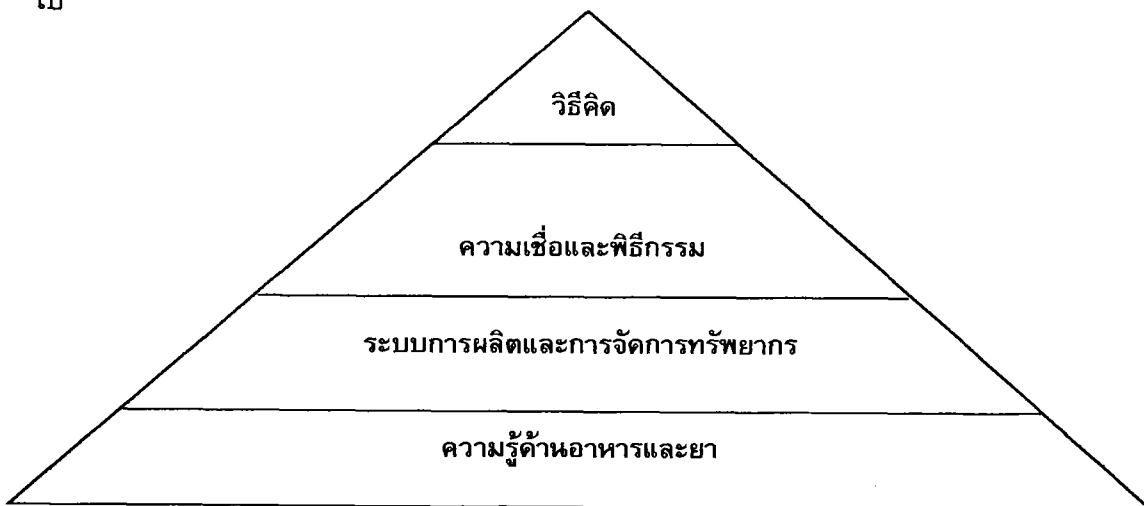 วิธีคิด
ความเชื่อและพิธีกรรม
ระบบการผลิตและการจัดการทรัพยากร
ความรู้ด้านอาหารและยา